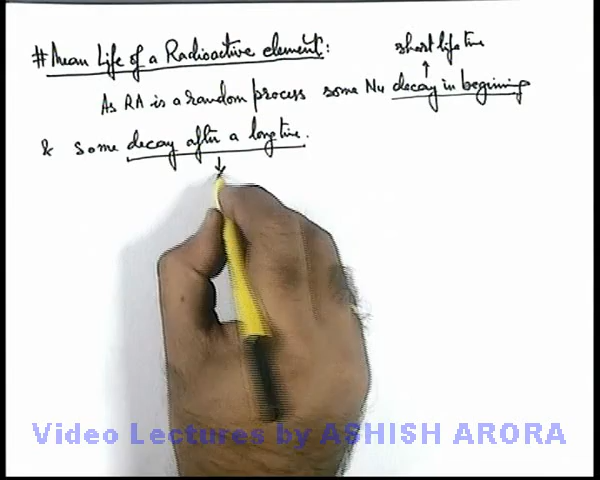 # Mean Life of a Radioactive element :
short life time
As RA is a random process some Nu decay in begining
& some decay after a long time.
Video Lectures by ASHISH ARORA